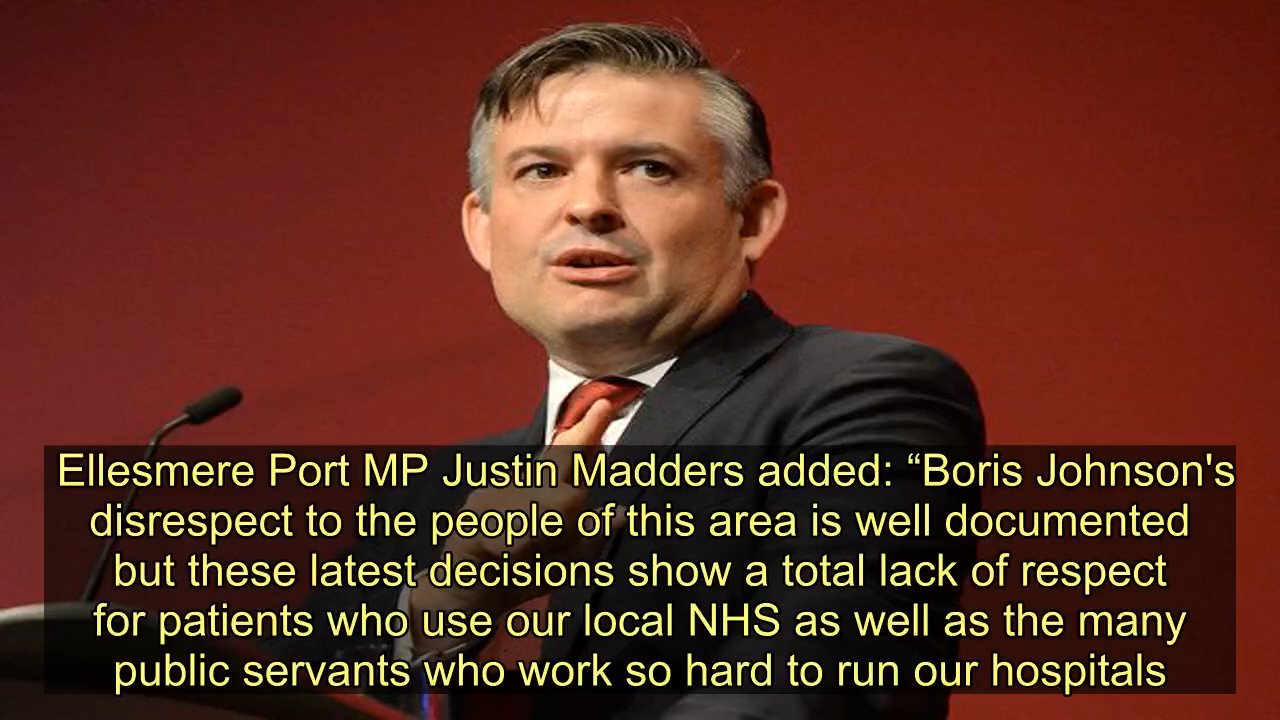 Ellesmere Port MP Justin Madders added: “Boris Johnson's
disrespect to the people of this area is well documented
but these latest decisions show a total lack of respect
for patients who use our local NHS as well as the many
public servants who work so hard to run our hospitals